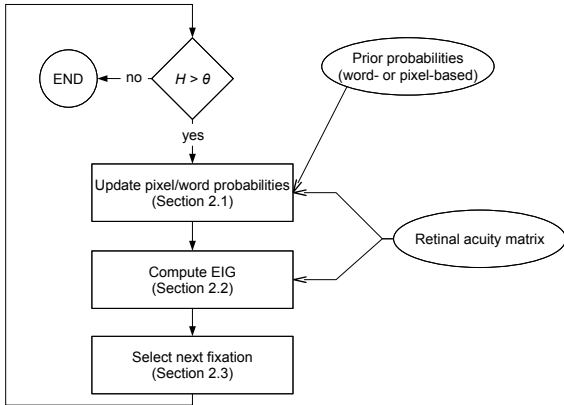 END
no
H > θ
yes
Prior probabilities
(word- or pixel-based)
Update pixel/word probabilities
(Section 2.1)
Retinal acuity matrix
Compute EIG
(Section 2.2)
Select next fixation
(Section 2.3)